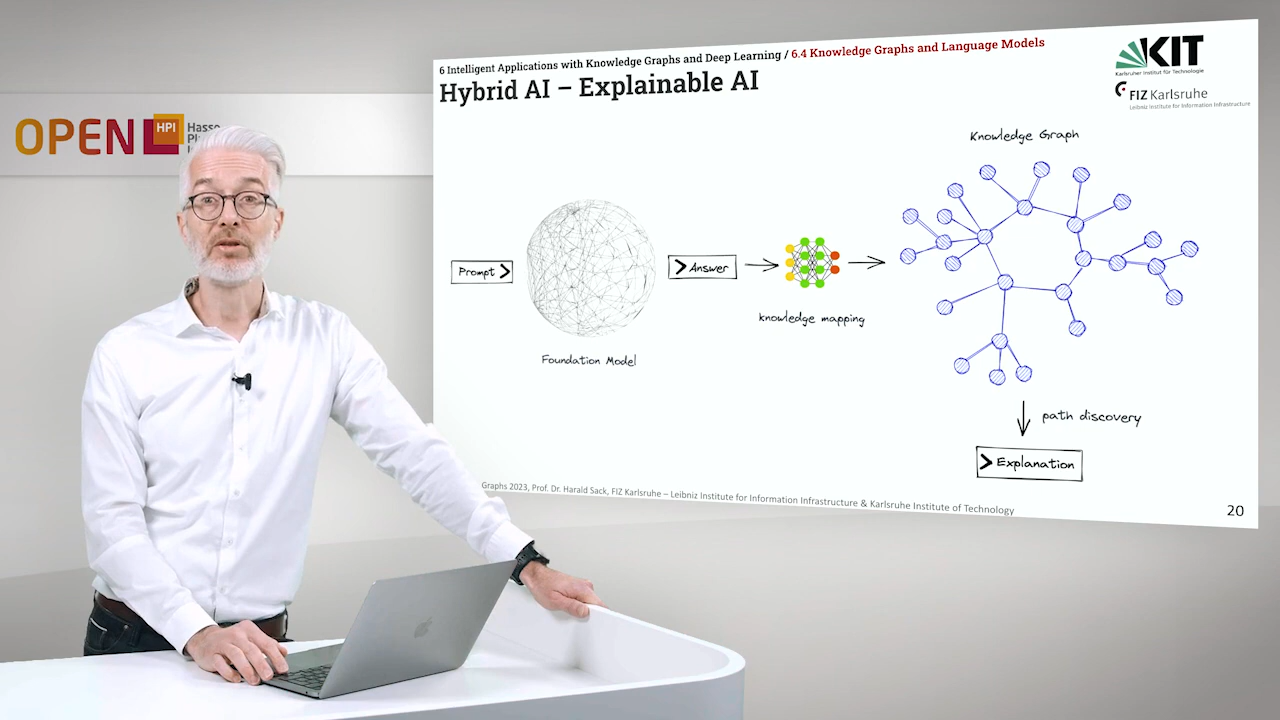 6 Intelligent Applications with Knowledge Graphs and Deep Learning / 6.4 Knowledge Graphs and Language Models
Hybrid AI – Explainable AI
KIT
Karlsruher Institut für Technologie
FIZ Karlsruhe
Leibniz Institute for Information Infrastructure
OPEN
HPI
Hasso
Knowledge Graph
Prompt
Answer
knowledge mapping
Foundation Model
path discovery
Explanation
Graphs 2023, Prof. Dr. Harald Sack, FIZ Karlsruhe – Leibniz Institute for Information Infrastructure & Karlsruhe Institute of Technology
20